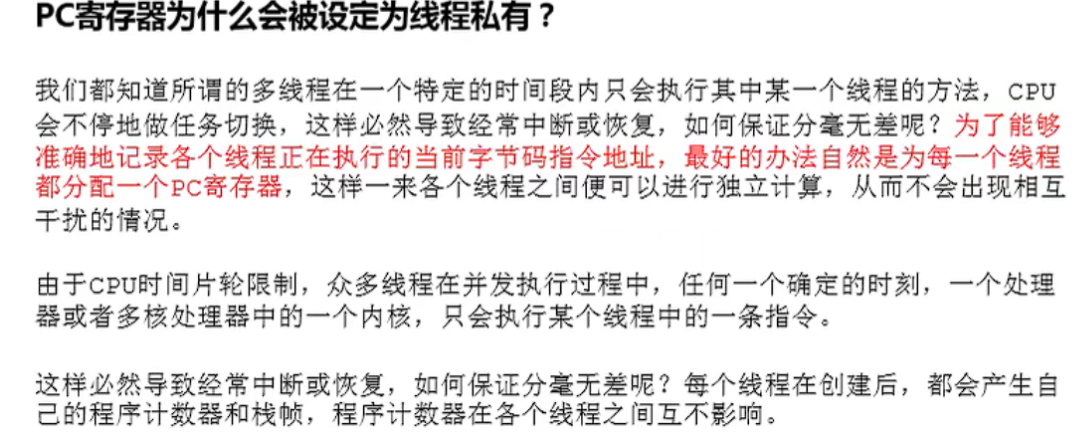 PC寄存器为什么会被设定为线程私有？
我们都知道所谓的多线程在一个特定的时间段内只会执行其中某一个线程的方法，CPU
会不停地做任务切换，这样必然导致经常中断或恢复，如何保证分毫无差呢？为了能够
准确地记录各个线程正在执行的当前字节码指令地址，最好的办法自然是为每一个线程
都分配一个PC寄存器，这样一来各个线程之间便可以进行独立计算，从而不会出现相互
干扰的情况。
由于CPU时间片轮限制，众多线程在并发执行过程中，任何一个确定的时刻，一个处理
器或者多核处理器中的一个内核，只会执行某个线程中的一条指令。
这样必然导致经常中断或恢复，如何保证分毫无差呢？每个线程在创建后，都会产生自
己的程序计数器和栈帧，程序计数器在各个线程之间互不影响。